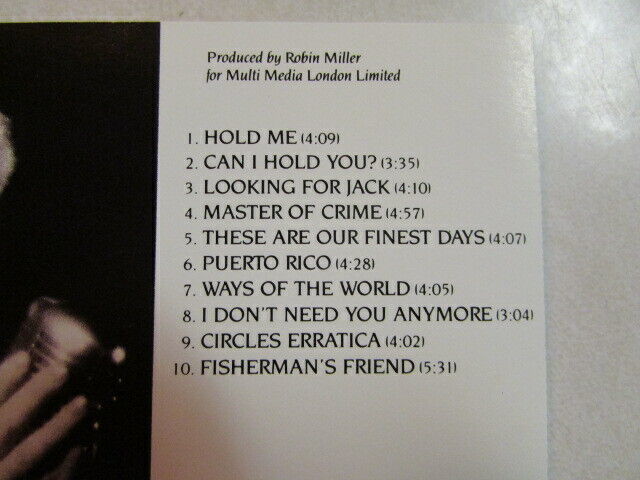 Produced by Robin Miller
for Multi Media London Limited
1. HOLD ME (4:09)
2. CAN I HOLD YOU? (3:35)
3. LOOKING FOR JACK (4:10)
4. MASTER OF CRIME (4:57)
5. THESE ARE OUR FINEST DAYS (4:07)
6. PUERTO RICO (4:28)
7. WAYS OF THE WORLD (4:05)
8. I DON'T NEED YOU ANYMORE (3:04)
9. CIRCLES ERRATICA (4:02)
10. FISHERMAN'S FRIEND (5:31)